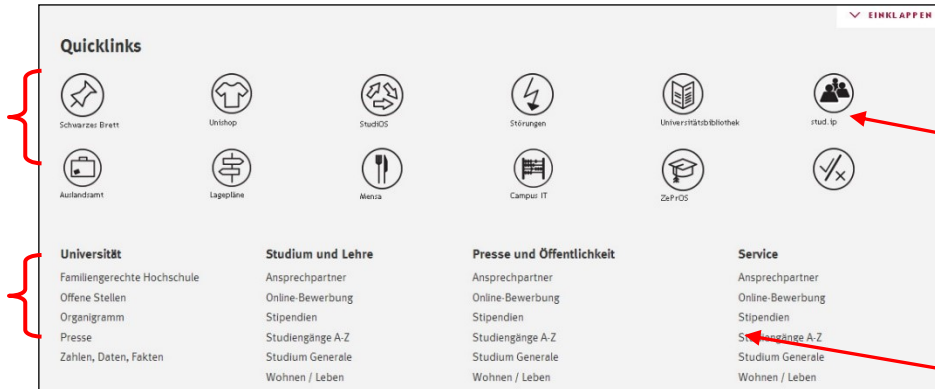 EINKLAPPEN
Quicklinks
Schwarzes Brett
Unishop
StudiOS
Störungen
Universitätsbibliothek
stud.ip
Auslandsamt
Lagepläne
Mensa
Campus IT
ZePrOS
Universität
Familiengerechte Hochschule
Offene Stellen
Organigramm
Presse
Zahlen, Daten, Fakten
Studium und Lehre
Ansprechpartner
Online-Bewerbung
Stipendien
Studiengänge A-Z
Studium Generale
Wohnen / Leben
Presse und Öffentlichkeit
Ansprechpartner
Online-Bewerbung
Stipendien
Studiengänge A-Z
Studium Generale
Wohnen / Leben
Service
Ansprechpartner
Online-Bewerbung
Stipendien
Studiengänge A-Z
Studium Generale
Wohnen / Leben